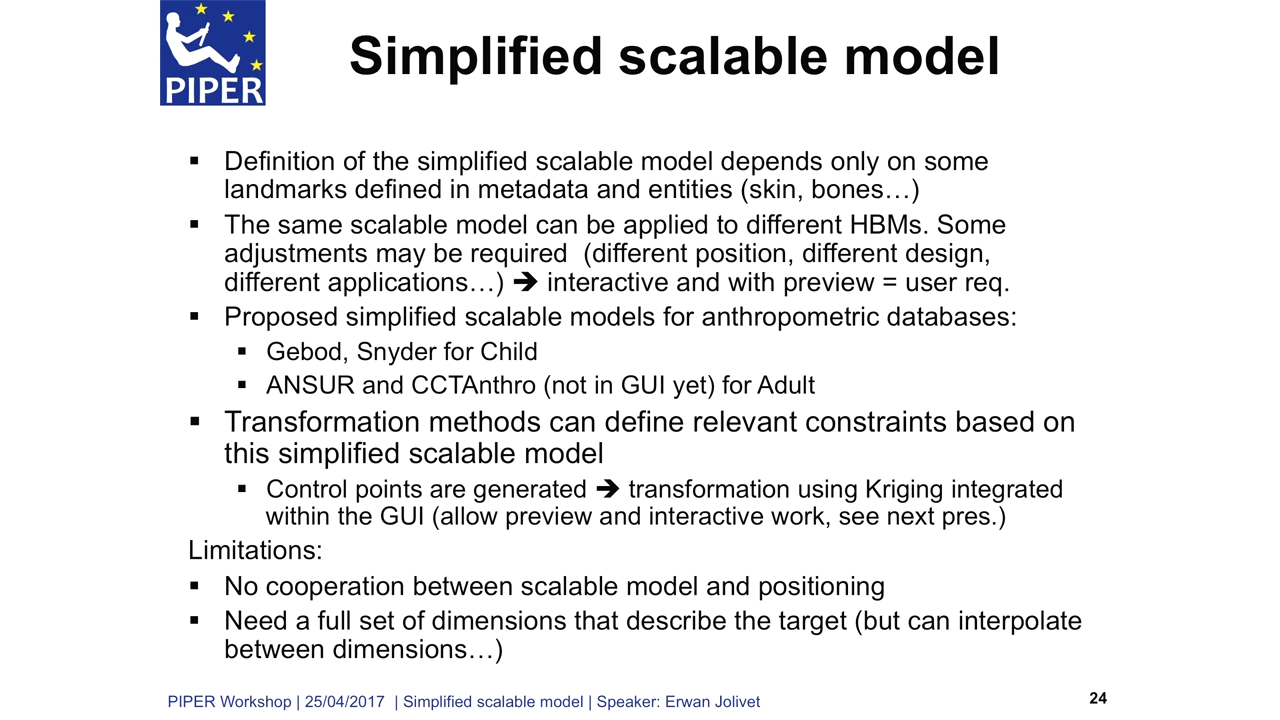 PIPER
Simplified scalable model
▪ Definition of the simplified scalable model depends only on some
landmarks defined in metadata and entities (skin, bones…)
▪ The same scalable model can be applied to different HBMs. Some
adjustments may be required  (different position, different design,
different applications…) ➔ interactive and with preview = user req.
▪ Proposed simplified scalable models for anthropometric databases:
▪ Gebod, Snyder for Child
▪ ANSUR and CCTAnthro (not in GUI yet) for Adult
▪ Transformation methods can define relevant constraints based on
this simplified scalable model
▪ Control points are generated ➔ transformation using Kriging integrated
within the GUI (allow preview and interactive work, see next pres.)
Limitations:
▪ No cooperation between scalable model and positioning
▪ Need a full set of dimensions that describe the target (but can interpolate
between dimensions…)
PIPER Workshop | 25/04/2017  | Simplified scalable model | Speaker: Erwan Jolivet
24